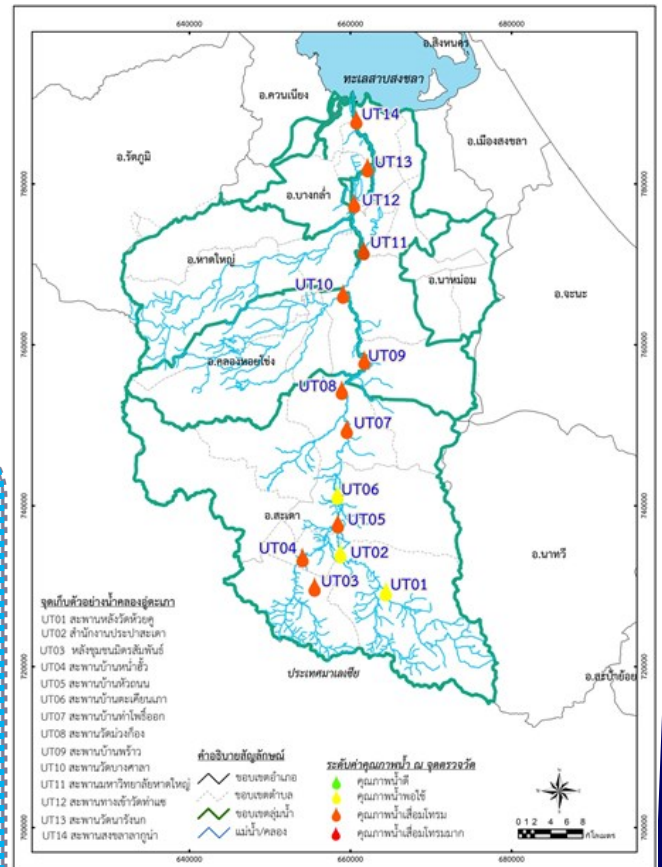 640000 660000 680000
อ.สิงหนคร
ทะเลสาบสงขลา
อ.ควนเนียง
UT14
อ.เมืองสงขลา
อ.รัตภูมิ
UT13
780000 780000
อ.บางกล่ำ
UT12
UT11
อ.หาดใหญ่
อ.นาหม่อม
UT10
อ.จะนะ
760000 760000
อ.คลองหอยโข่ง
UT09
UT08
UT07
UT06
740000 740000
อ.สะเดา
UT05
อ.นาทวี
UT04
UT02
UT03
UT01
จุดเก็บตัวอย่างน้ำคลองอู่ตะเภา
UT01 สะพานหลังวัดห้วยคู
UT02 สำนักงานประปาสะเดา
UT03 หลังชุมชนมิตรสัมพันธ์
UT04 สะพานบ้านหน่ำฮั้ว
UT05 สะพานบ้านหัวถนน
UT06 สะพานบ้านตะเคียนเภา
UT07 สะพานบ้านท่าโพธิ์ออก
UT08 สะพานวัดม่วงก็อง
UT09 สะพานบ้านพร้าว
UT10 สะพานวัดบางศาลา
UT11 สะพานมหาวิทยาลัยหาดใหญ่
UT12 สะพานทางเข้าวัดท่าแซ
UT13 สะพานวัดนารังนก
UT14 สะพานสงขลาลากูน่า
ประเทศมาเลเซีย
อ.สะบ้าย้อย
720000 720000
คำอธิบายสัญลักษณ์
ขอบเขตอำเภอ
ขอบเขตตำบล
ขอบเขตลุ่มน้ำ
แม่น้ำ/คลอง
ระดับค่าคุณภาพน้ำ ณ จุดตรวจวัด
คุณภาพน้ำดี
คุณภาพน้ำพอใช้
คุณภาพน้ำเสื่อมโทรม
คุณภาพน้ำเสื่อมโทรมมาก
0 1 2 4 6 8
กิโลเมตร
700000 700000
640000 660000 680000